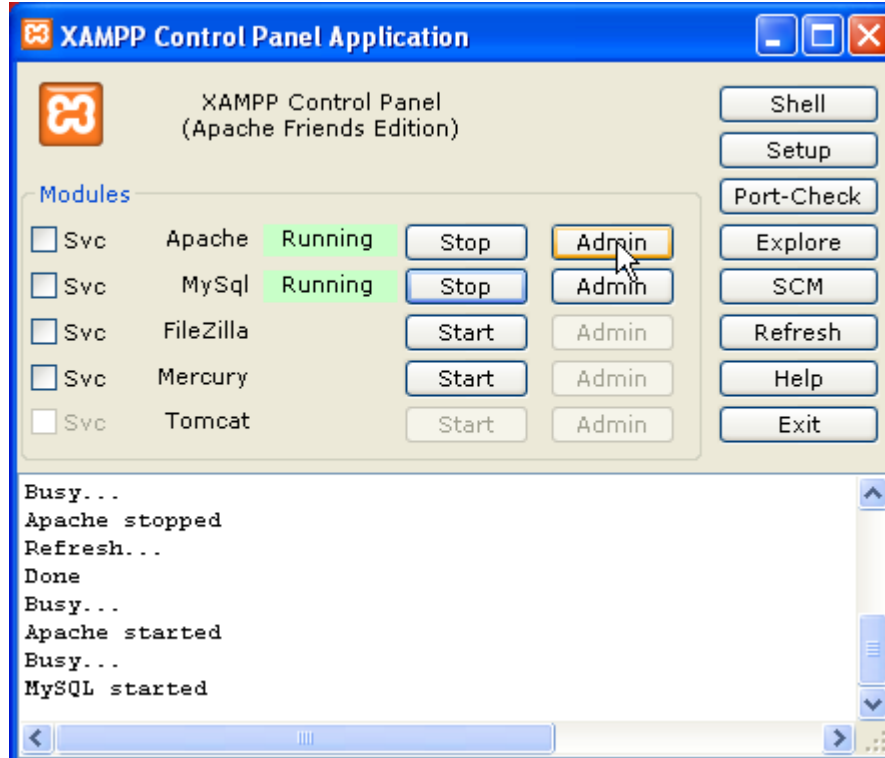 XAMPP Control Panel Application
XAMPP Control Panel
(Apache Friends Edition)
Shell
Setup
Port-Check
Explore
SCM
Refresh
Help
Exit
Modules
Svc Apache Running Stop Admin
Svc MySql Running Stop Admin
Svc FileZilla Start Admin
Svc Mercury Start Admin
Svc Tomcat Start Admin
Busy...
Apache stopped
Refresh...
Done
Busy...
Apache started
Busy...
MySQL started